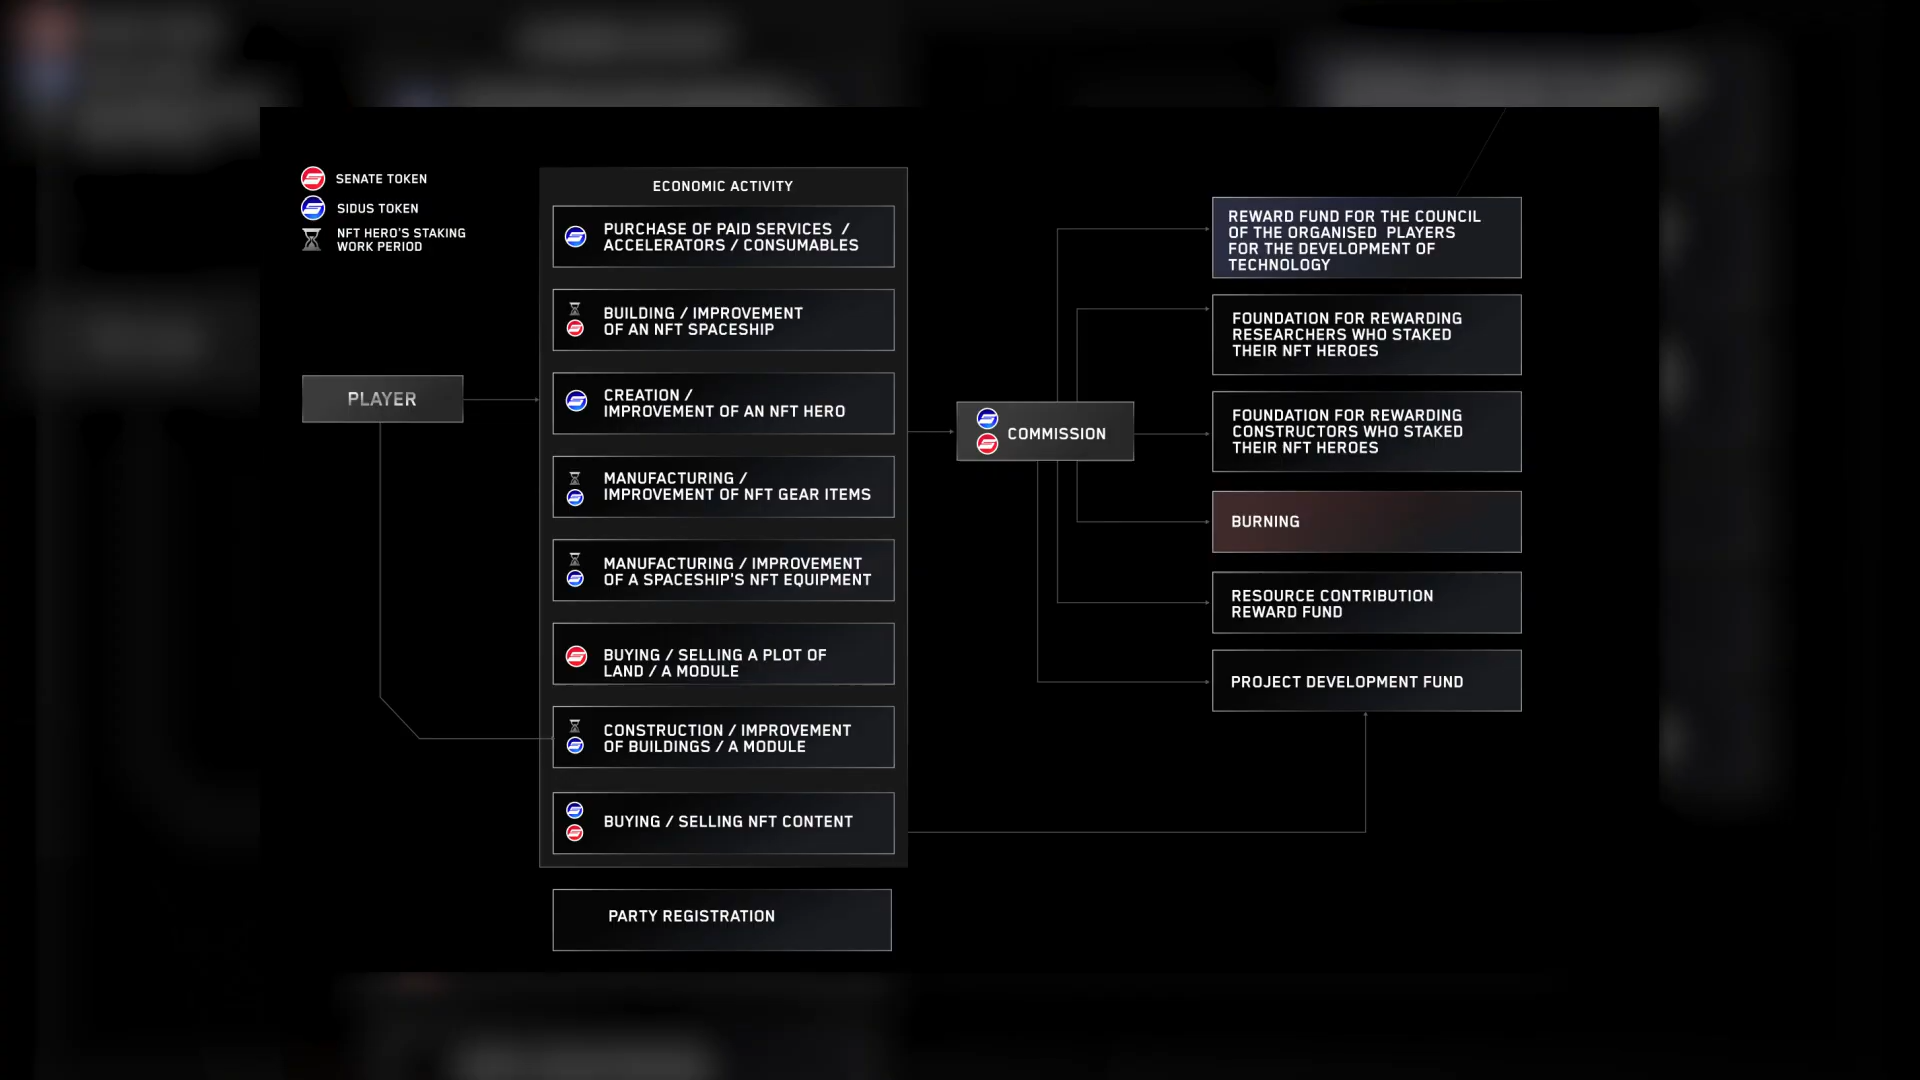 SENATE TOKEN
SIDUS TOKEN
NFT HERO'S STAKING
WORK PERIOD
PLAYER
ECONOMIC ACTIVITY
PURCHASE OF PAID SERVICES /
ACCELERATORS / CONSUMABLES
BUILDING / IMPROVEMENT
OF AN NFT SPACESHIP
CREATION /
IMPROVEMENT OF AN NFT HERO
MANUFACTURING /
IMPROVEMENT OF NFT GEAR ITEMS
MANUFACTURING / IMPROVEMENT
OF A SPACESHIP'S NFT EQUIPMENT
BUYING / SELLING A PLOT OF
LAND / A MODULE
CONSTRUCTION / IMPROVEMENT
OF BUILDINGS / A MODULE
BUYING / SELLING NFT CONTENT
PARTY REGISTRATION
COMMISSION
REWARD FUND FOR THE COUNCIL
OF THE ORGANISED PLAYERS
FOR THE DEVELOPMENT OF
TECHNOLOGY
FOUNDATION FOR REWARDING
RESEARCHERS WHO STAKED
THEIR NFT HEROES
FOUNDATION FOR REWARDING
CONSTRUCTORS WHO STAKED
THEIR NFT HEROES
BURNING
RESOURCE CONTRIBUTION
REWARD FUND
PROJECT DEVELOPMENT FUND